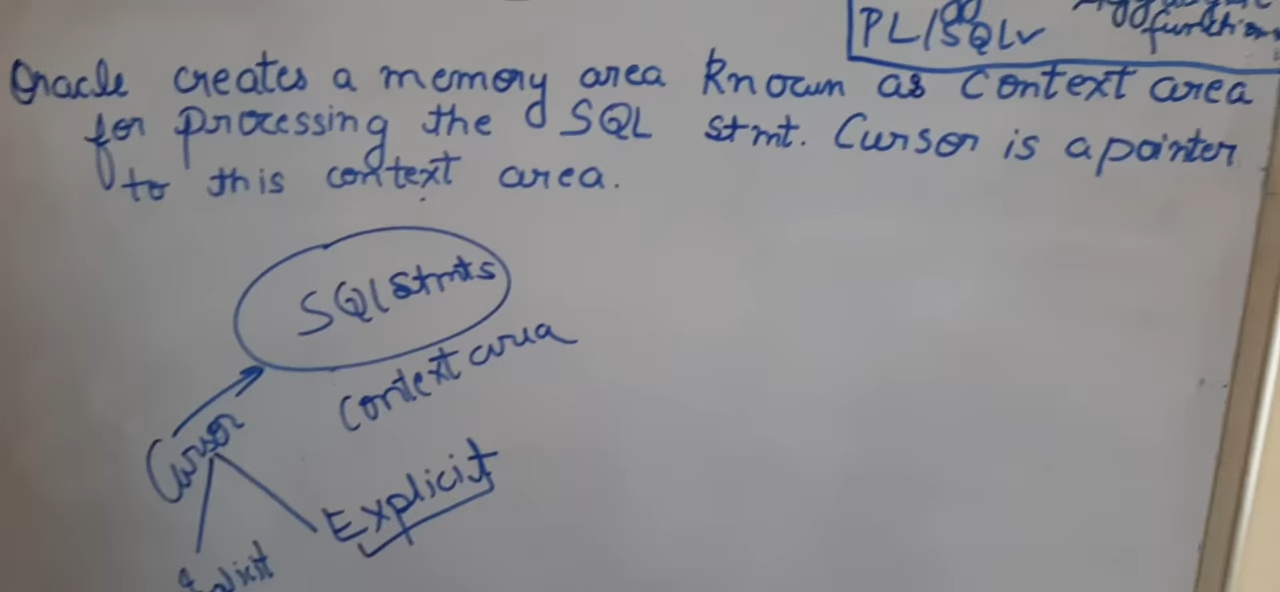 PL/SQL
function
Oracle creates a memory area known as Context area
for processing the SQL stmt. Cursor is a pointer
to this context area.
SQL stmts
context area
Cursor
Explicit